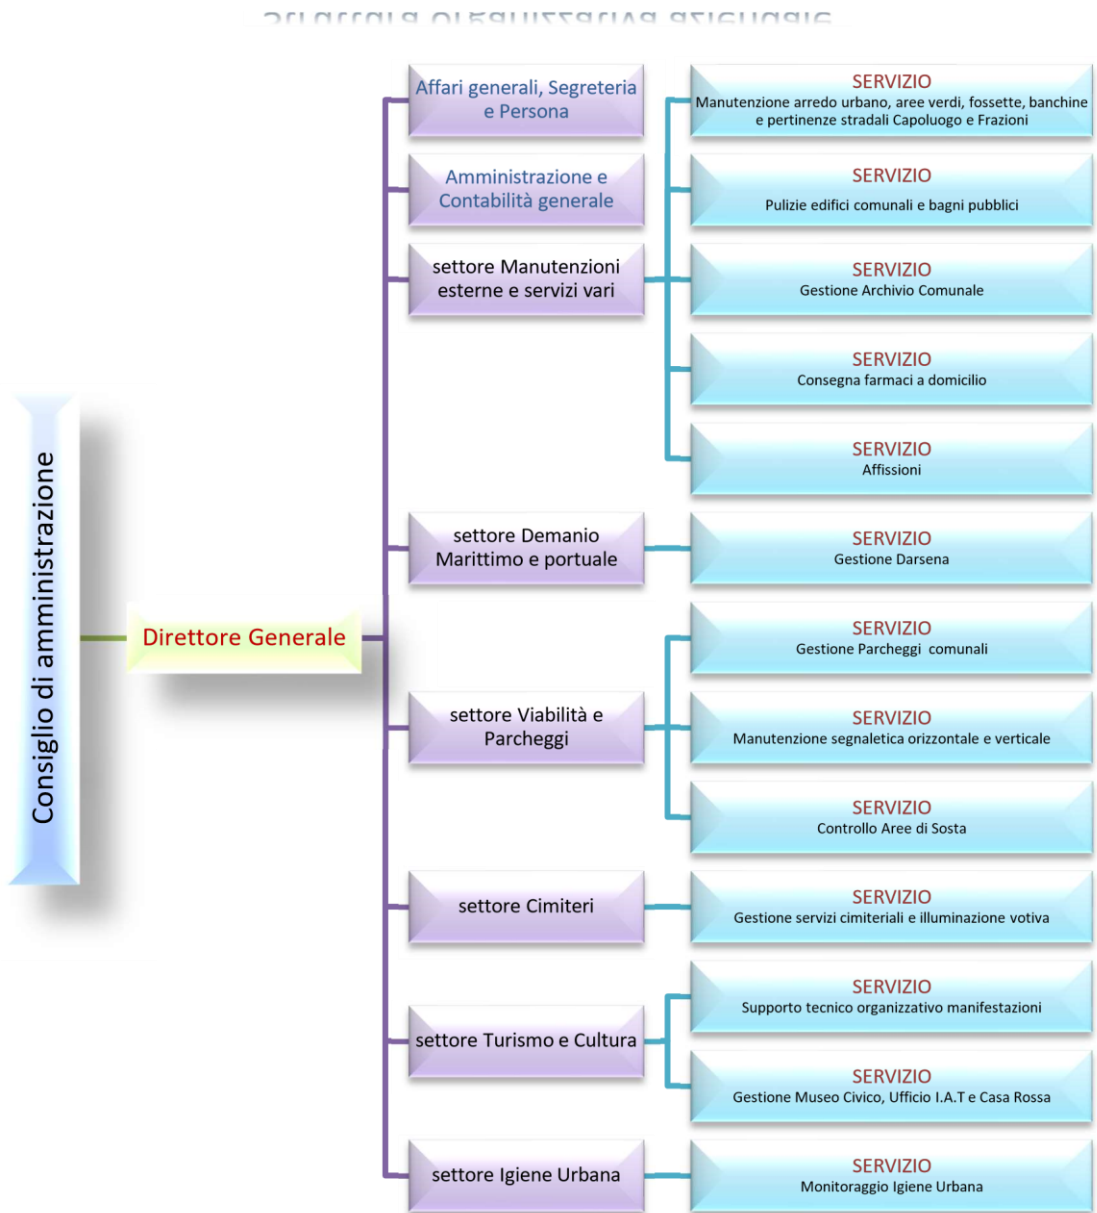 Struttura organizzativa aziendale
Consiglio di amministrazione
Direttore Generale
Affari generali, Segreteria
e Persona
Amministrazione e
Contabilità generale
settore Manutenzioni
esterne e servizi vari
SERVIZIO
Manutenzione arredo urbano, aree verdi, fossette, banchine
e pertinenze stradali Capoluogo e Frazioni
SERVIZIO
Pulizie edifici comunali e bagni pubblici
SERVIZIO
Gestione Archivio Comunale
SERVIZIO
Consegna farmaci a domicilio
SERVIZIO
Affissioni
settore Demanio
Marittimo e portuale
SERVIZIO
Gestione Darsena
settore Viabilità e
Parcheggi
SERVIZIO
Gestione Parcheggi comunali
SERVIZIO
Manutenzione segnaletica orizzontale e verticale
SERVIZIO
Controllo Aree di Sosta
settore Cimiteri
SERVIZIO
Gestione servizi cimiteriali e illuminazione votiva
settore Turismo e Cultura
SERVIZIO
Supporto tecnico organizzativo manifestazioni
SERVIZIO
Gestione Museo Civico, Ufficio I.A.T e Casa Rossa
settore Igiene Urbana
SERVIZIO
Monitoraggio Igiene Urbana